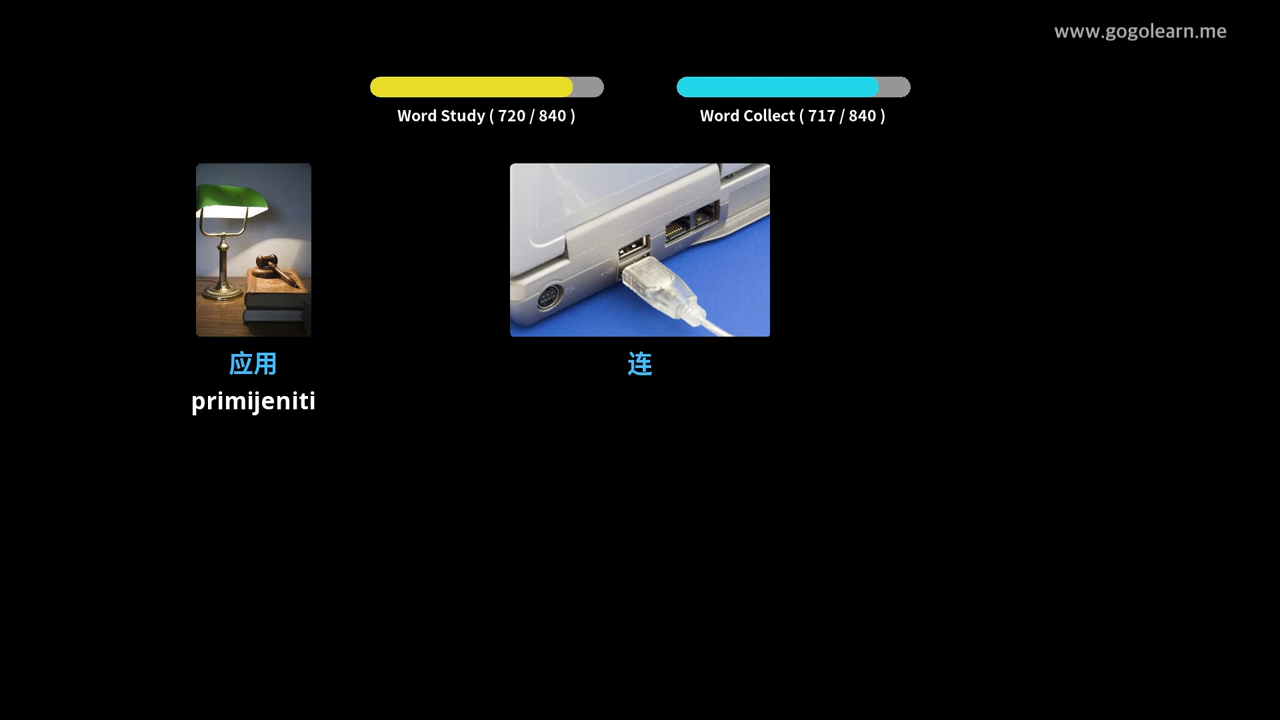 www.gogolearn.me
Word Study ( 720 / 840 )
Word Collect ( 717 / 840 )
应用
连
primijeniti